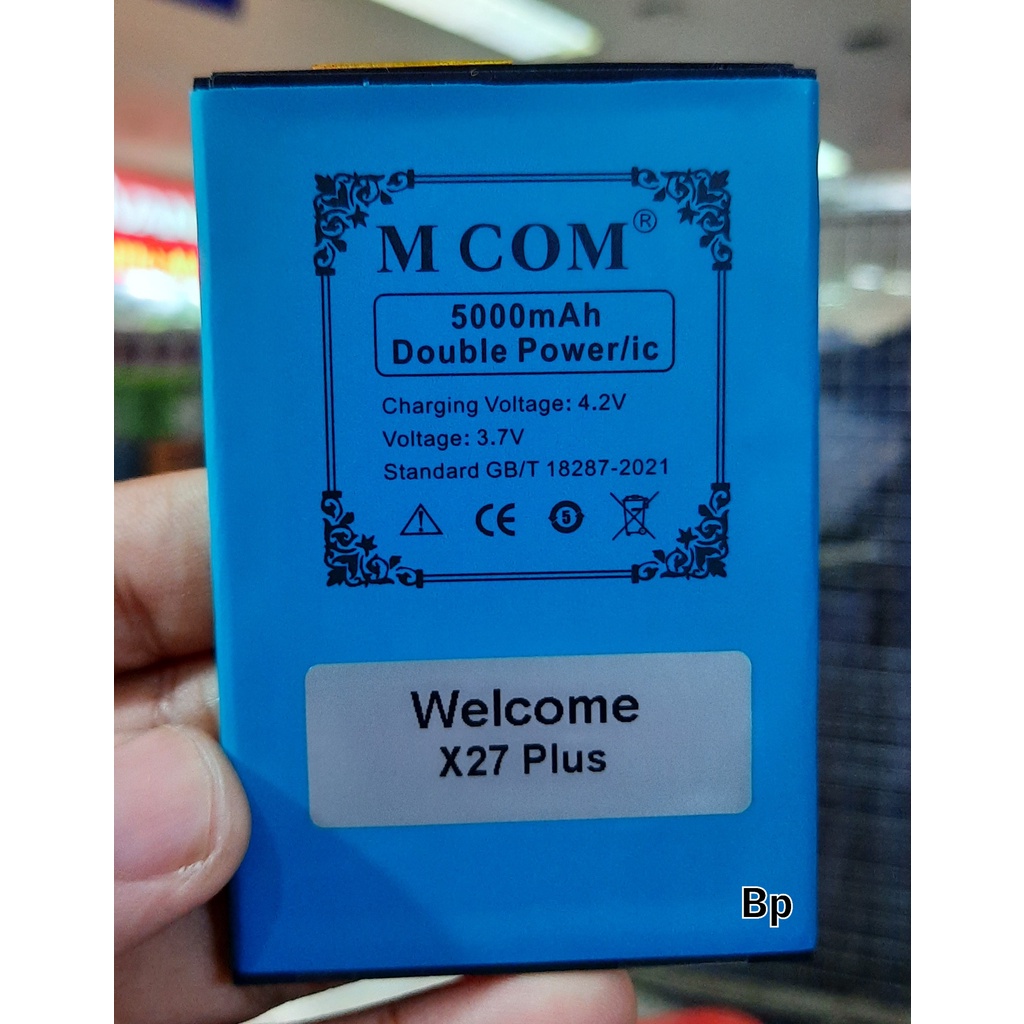 M COM®
5000mAh
Double Power/ic
Charging Voltage: 4.2V
Voltage: 3.7V
Standard GB/T 18287-2021
CE
5
Welcome
X27 Plus
Bp